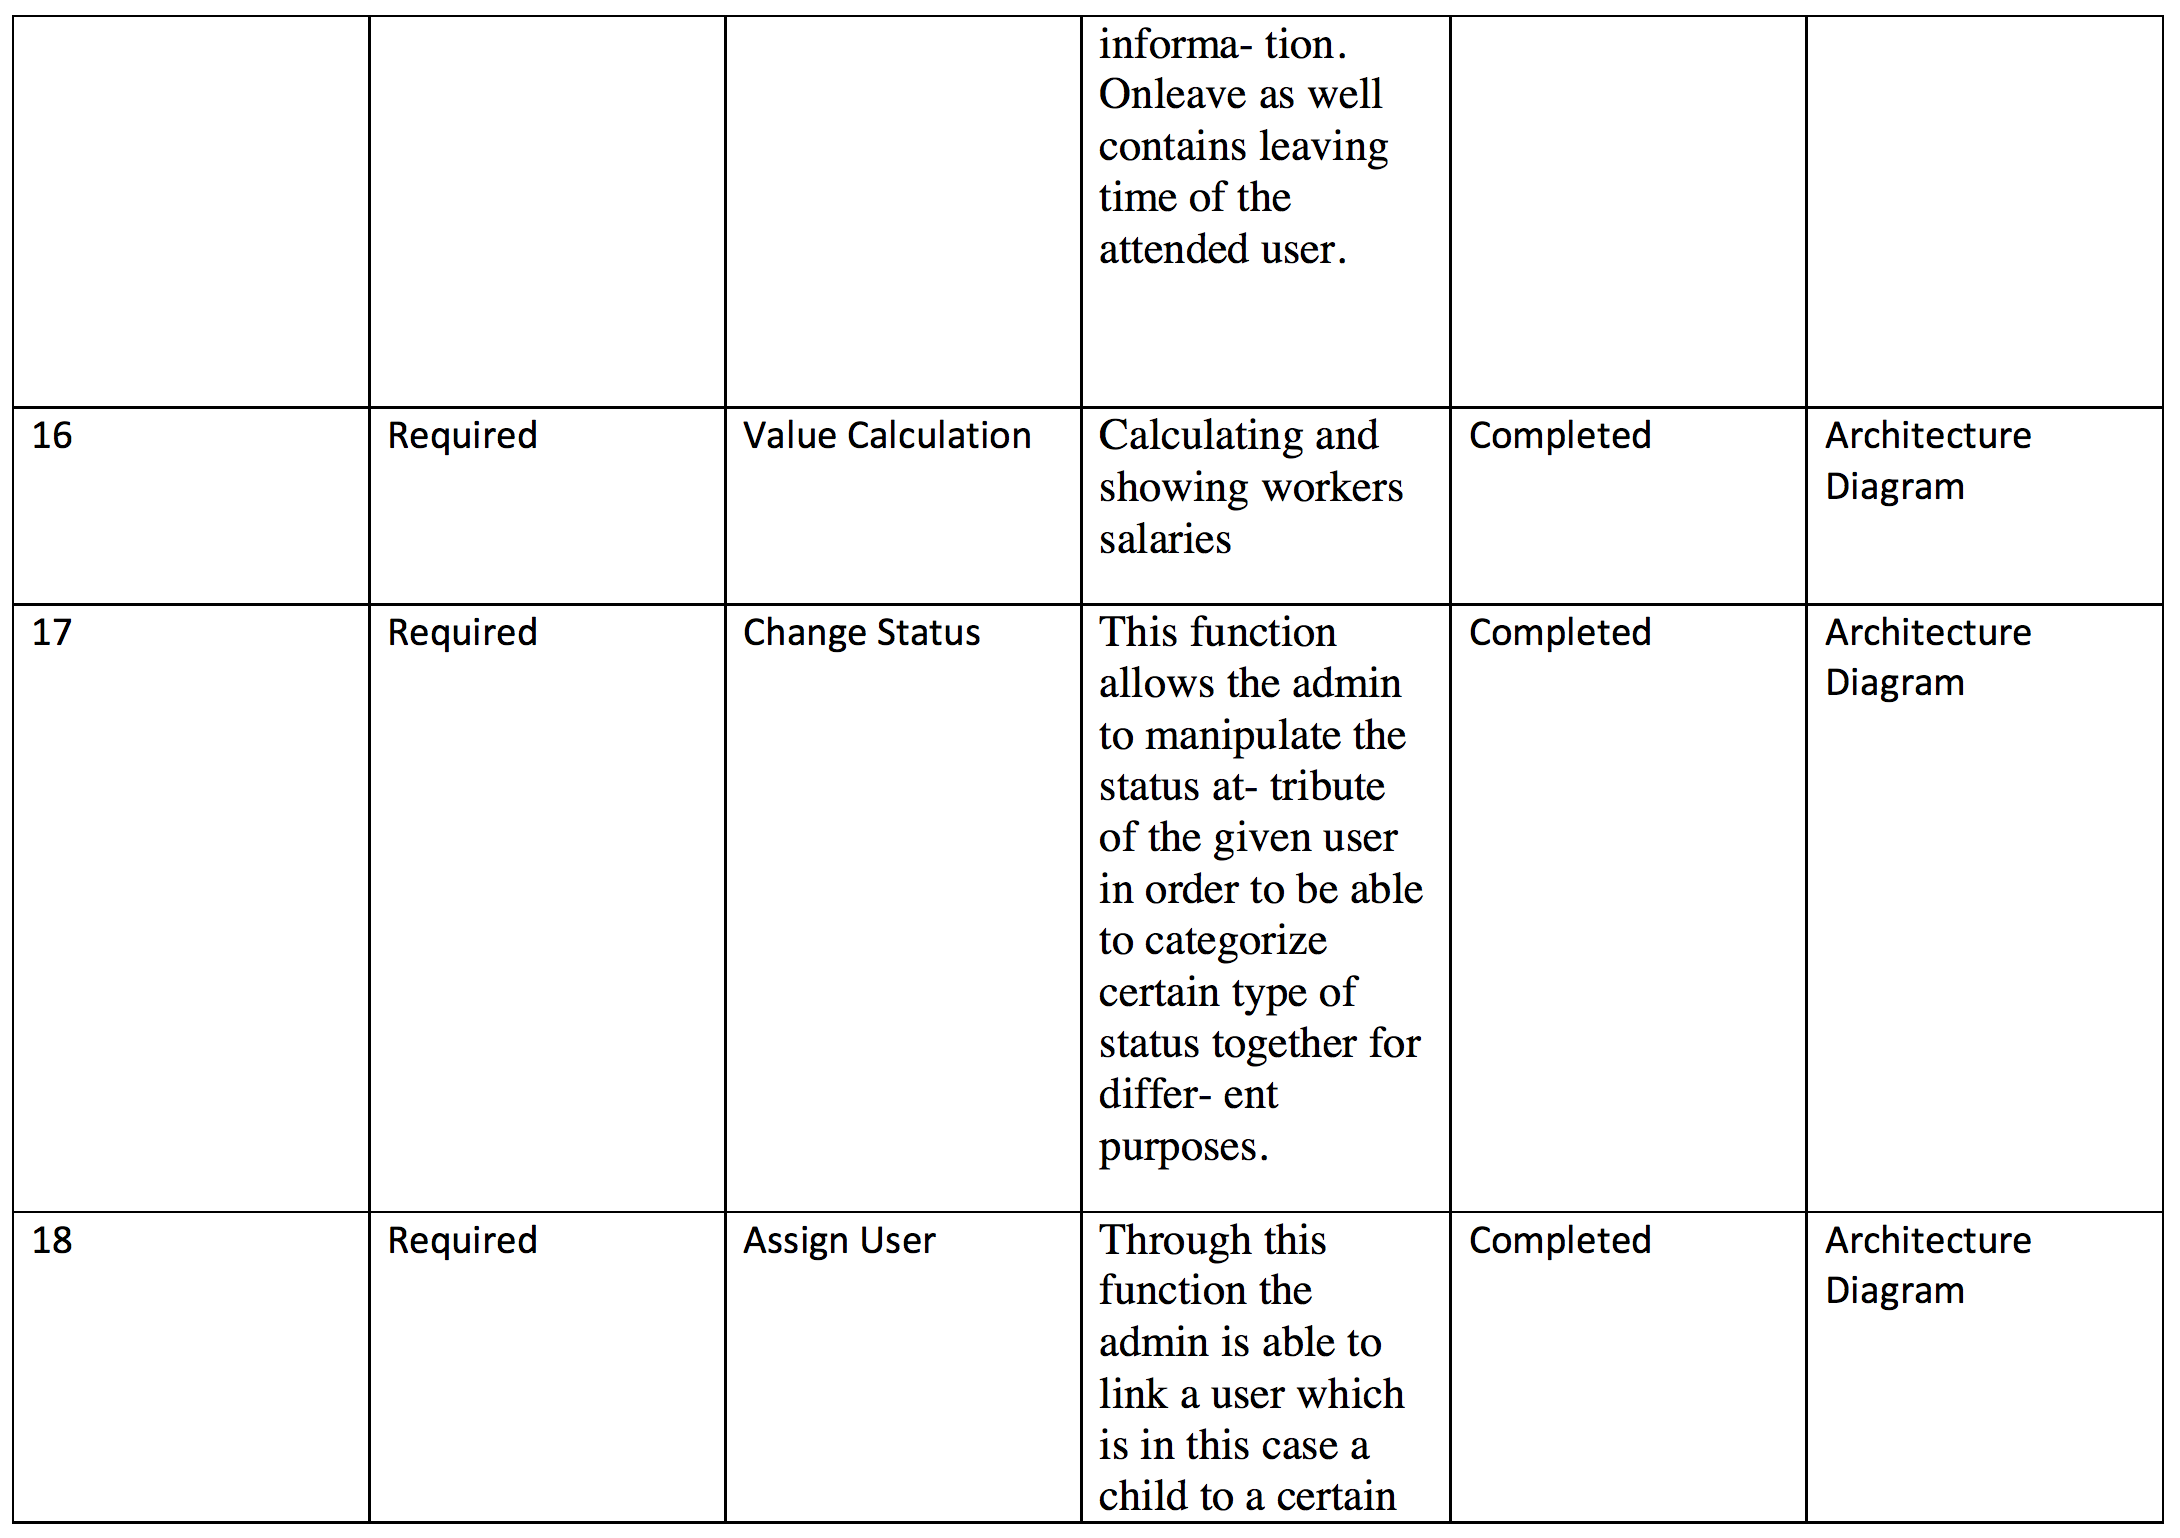 informa- tion.
Onleave as well
contains leaving
time of the
attended user.
16
Required
Value Calculation
Calculating and
showing workers
salaries
Completed
Architecture
Diagram
17
Required
Change Status
This function
allows the admin
to manipulate the
status at- tribute
of the given user
in order to be able
to categorize
certain type of
status together for
differ- ent
purposes.
Completed
Architecture
Diagram
18
Required
Assign User
Through this
function the
admin is able to
link a user which
is in this case a
child to a certain
Completed
Architecture
Diagram